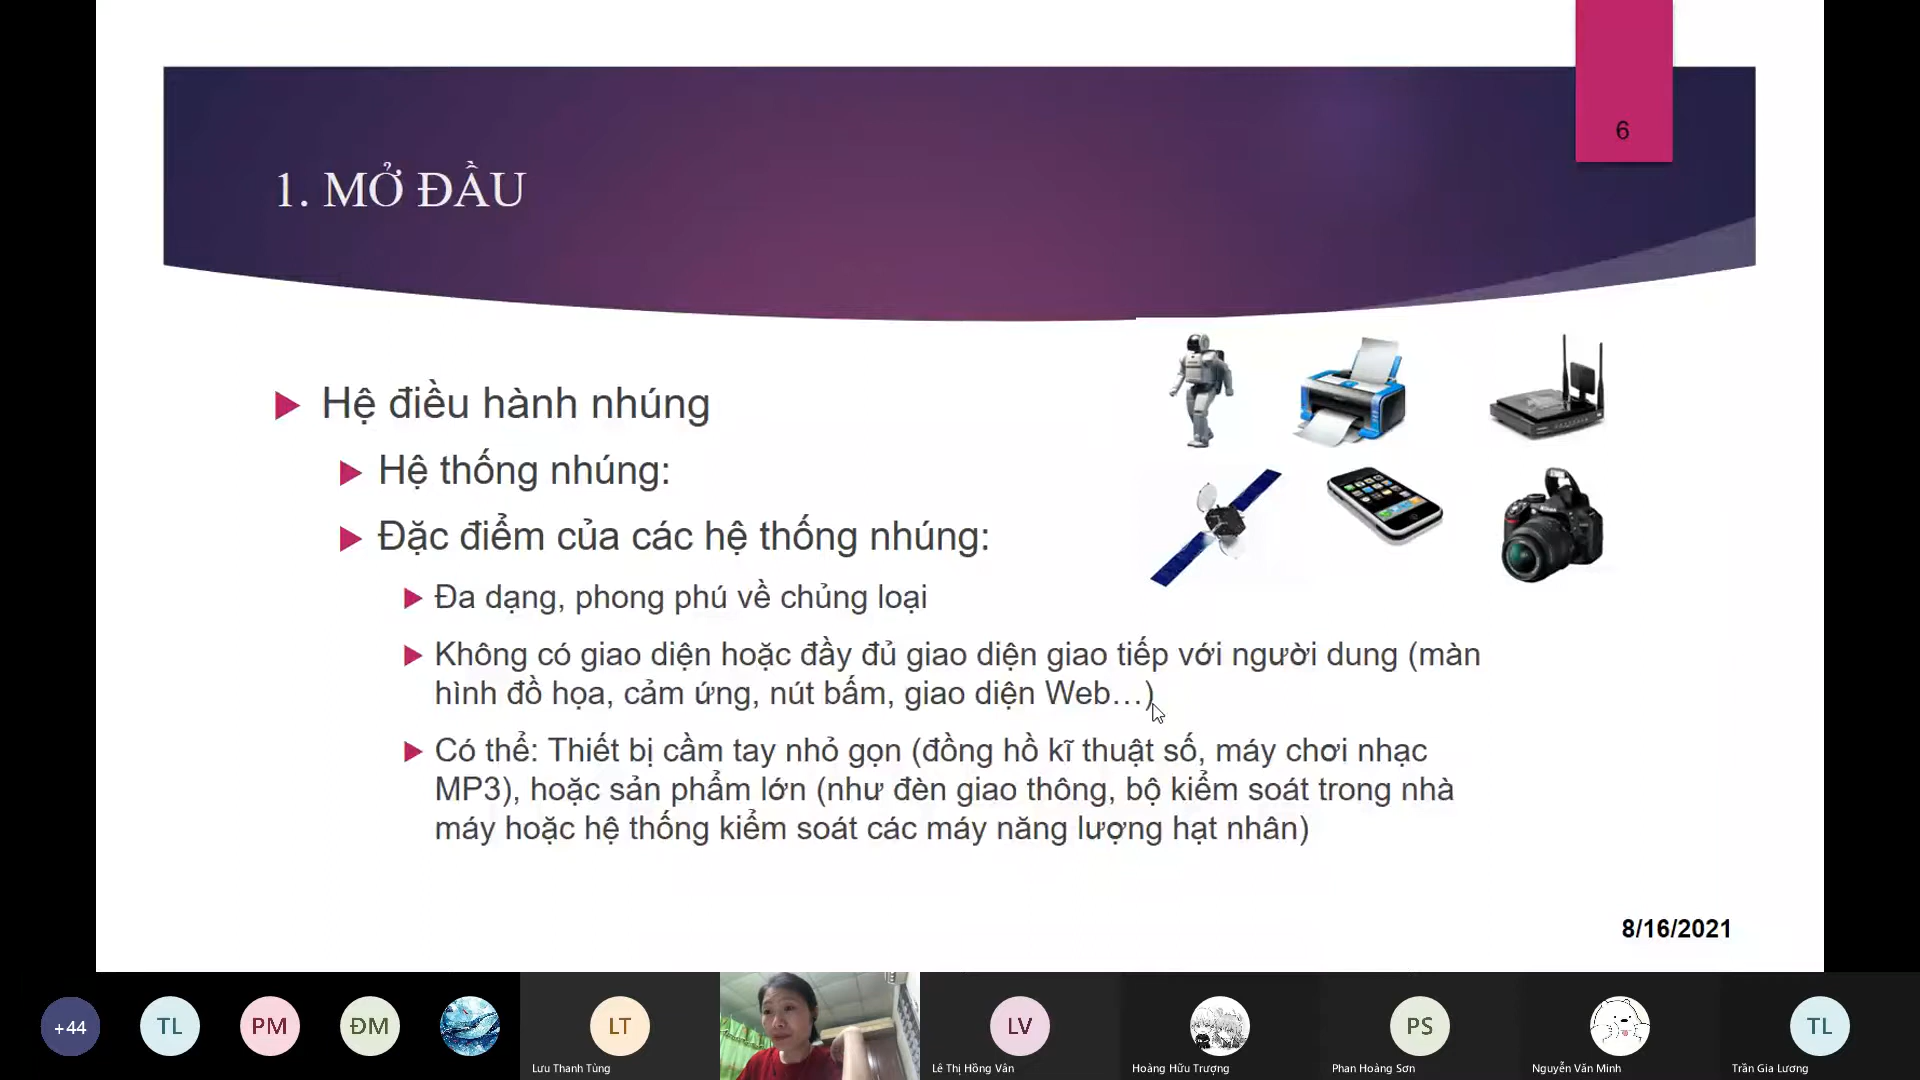 6
1. MỞ ĐẦU
Hệ điều hành nhúng
Hệ thống nhúng:
Đặc điểm của các hệ thống nhúng:
Đa dạng, phong phú về chủng loại
Không có giao diện hoặc đầy đủ giao diện giao tiếp với người dung (màn
hình đồ họa, cảm ứng, nút bấm, giao diện Web…)
Có thể: Thiết bị cầm tay nhỏ gọn (đồng hồ kĩ thuật số, máy chơi nhạc
MP3), hoặc sản phẩm lớn (như đèn giao thông, bộ kiểm soát trong nhà
máy hoặc hệ thống kiểm soát các máy năng lượng hạt nhân)
8/16/2021
+44
TL
PM
ĐM
LT
LV
PS
TL
Lưu Thanh Tùng
Lê Thị Hồng Vân
Hoàng Hữu Trượng
Phan Hoàng Sơn
Nguyễn Văn Minh
Trần Gia Lương